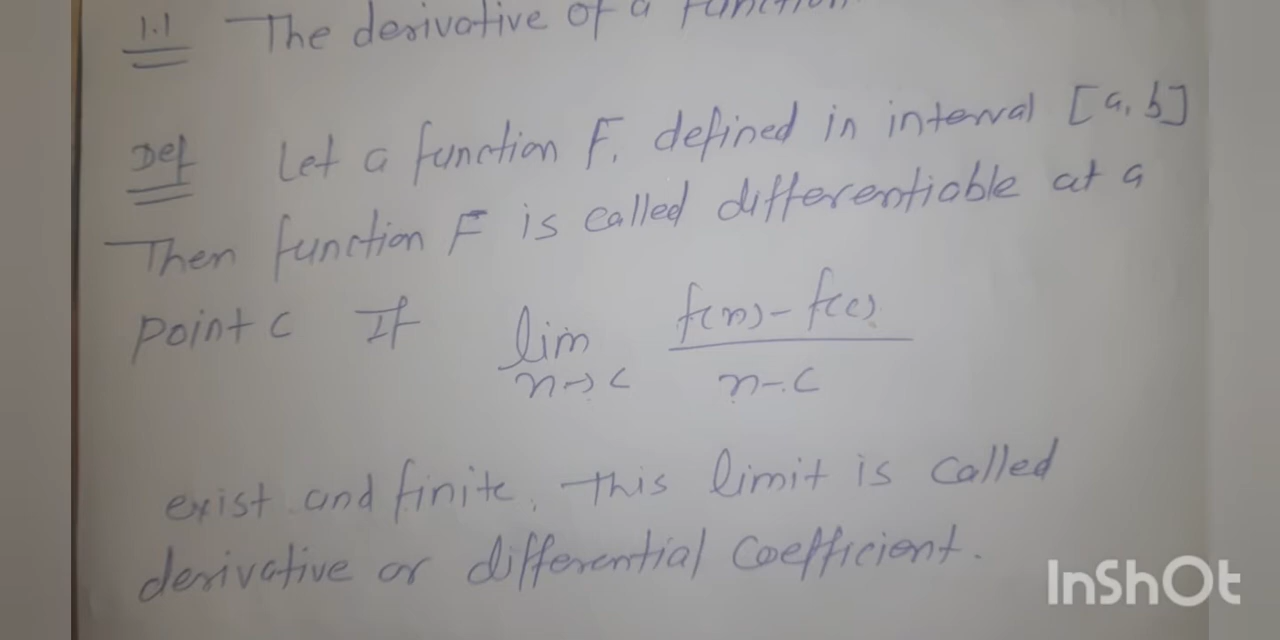 1.1 The derivative of a function
Def Let a function F, defined in interval [a, b]
Then function F is called differentiable at a
point c If lim n→c f(n) - f(c) / n - c
exist and finite, this limit is called
derivative or differential Coefficient.
InShOt